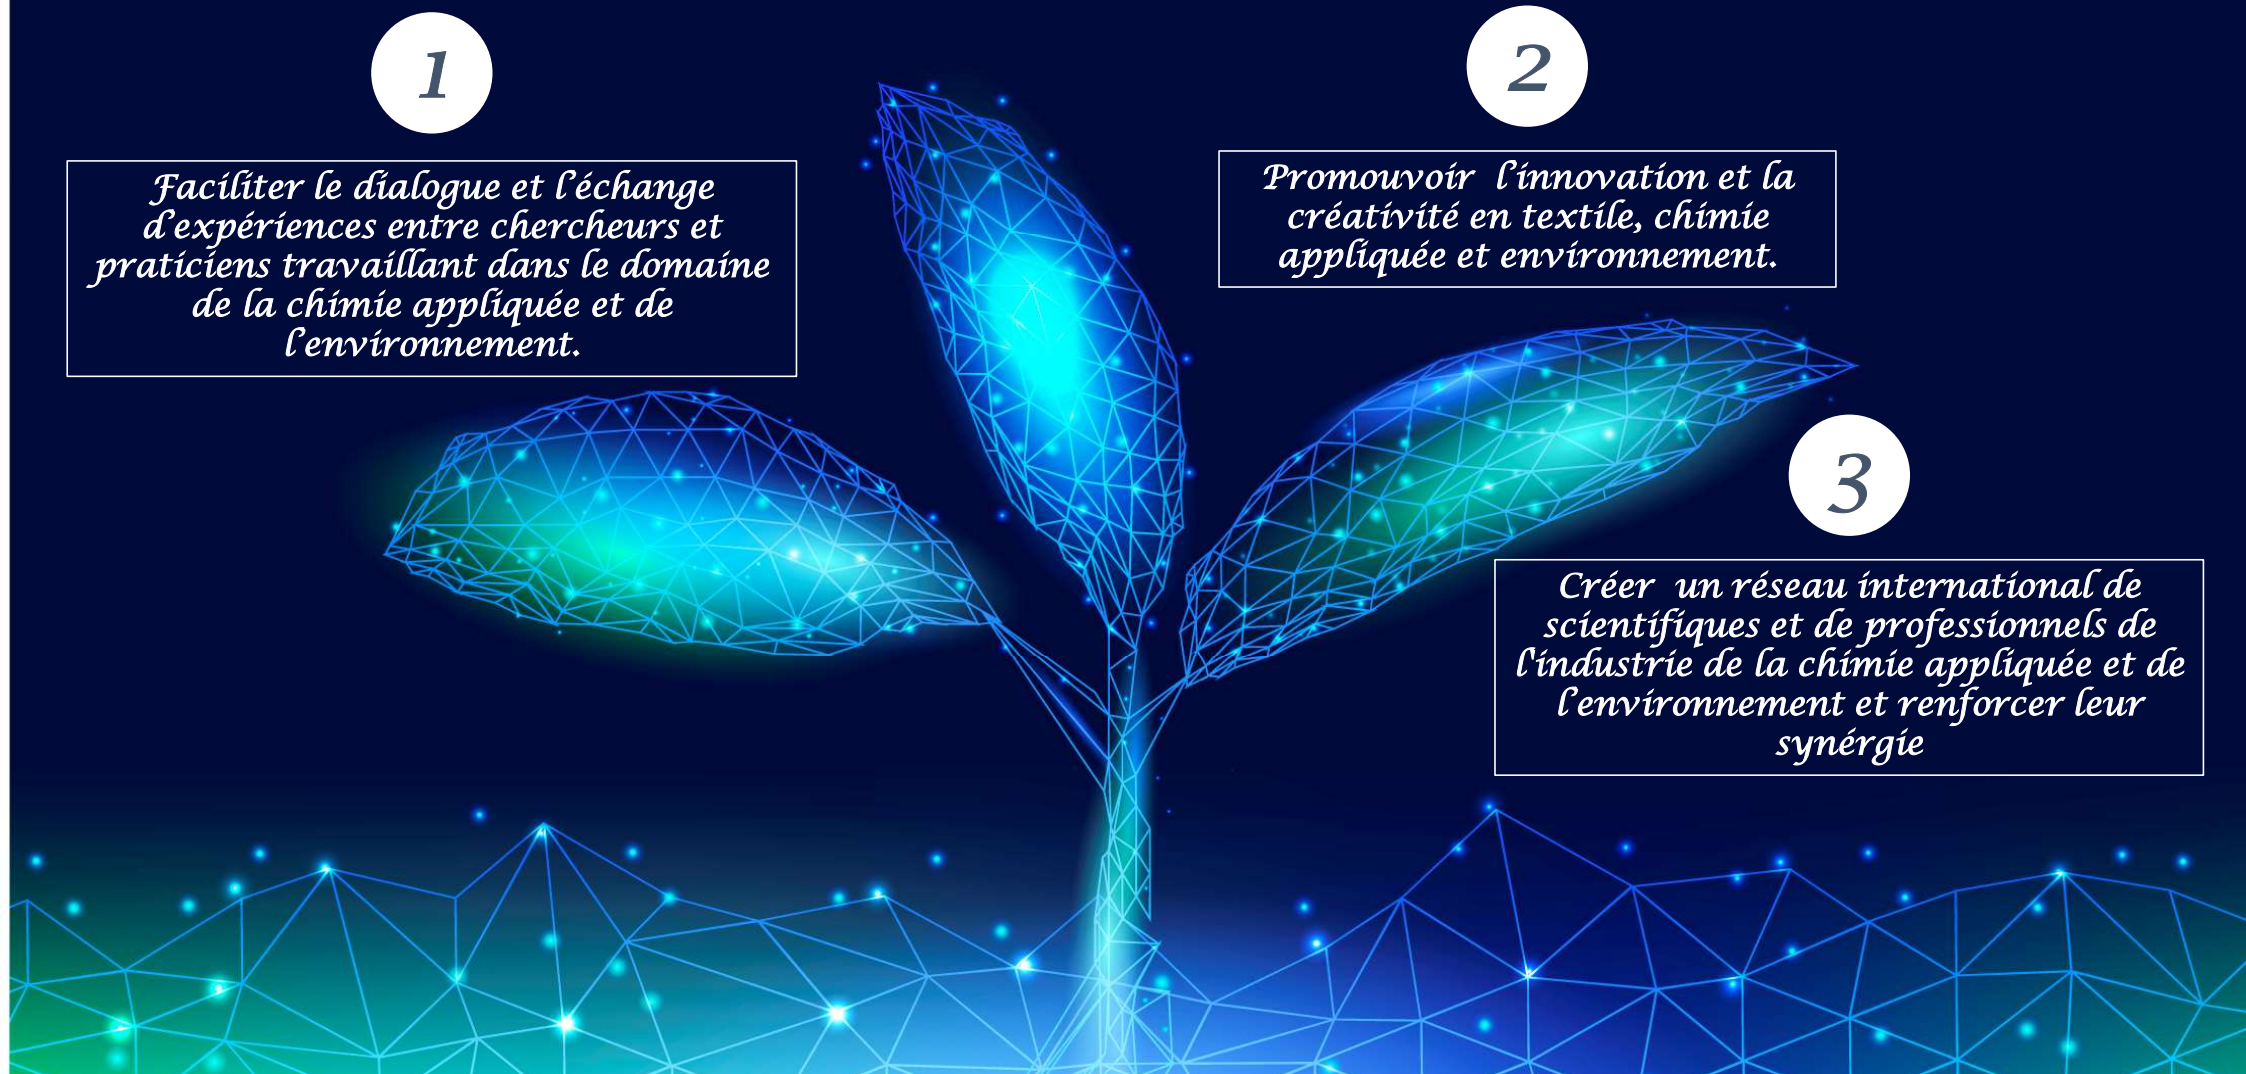 1
Faciliter le dialogue et l'échange
d'expériences entre chercheurs et
praticiens travaillant dans le domaine
de la chimie appliquée et de
l'environnement.
2
Promouvoir l'innovation et la
créativité en textile, chimie
appliquée et environnement.
3
Créer un réseau international de
scientifiques et de professionnels de
l'industrie de la chimie appliquée et de
l'environnement et renforcer leur
synérgie